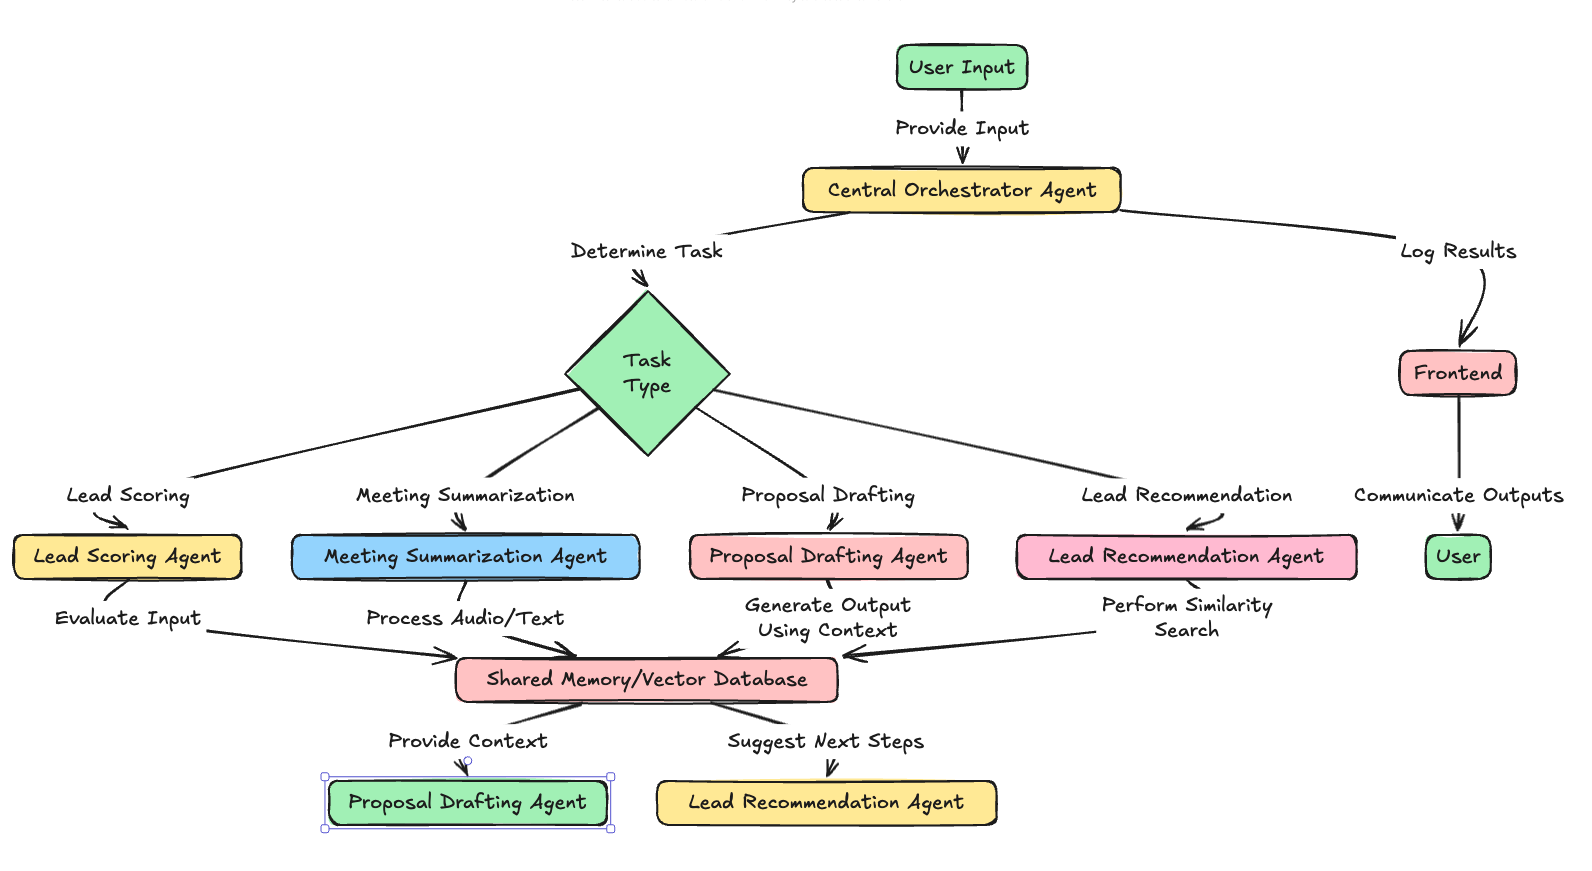 User Input
Provide Input
Central Orchestrator Agent
Determine Task
Log Results
Task
Type
Frontend
Lead Scoring
Meeting Summarization
Proposal Drafting
Lead Recommendation
Communicate Outputs
Lead Scoring Agent
Meeting Summarization Agent
Proposal Drafting Agent
Lead Recommendation Agent
User
Evaluate Input
Process Audio/Text
Generate Output
Using Context
Perform Similarity
Search
Shared Memory/Vector Database
Provide Context
Suggest Next Steps
Proposal Drafting Agent
Lead Recommendation Agent